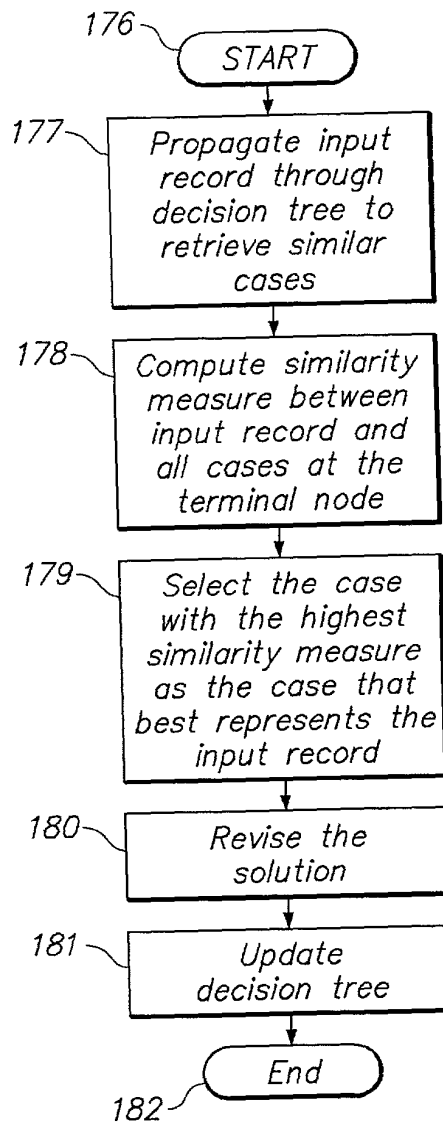 176
START
177
Propagate input
record through
decision tree to
retrieve similar
cases
178
Compute similarity
measure between
input record and
all cases at the
terminal node
179
Select the case
with the highest
similarity measure
as the case that
best represents the
input record
180
Revise the
solution
181
Update
decision tree
End
182